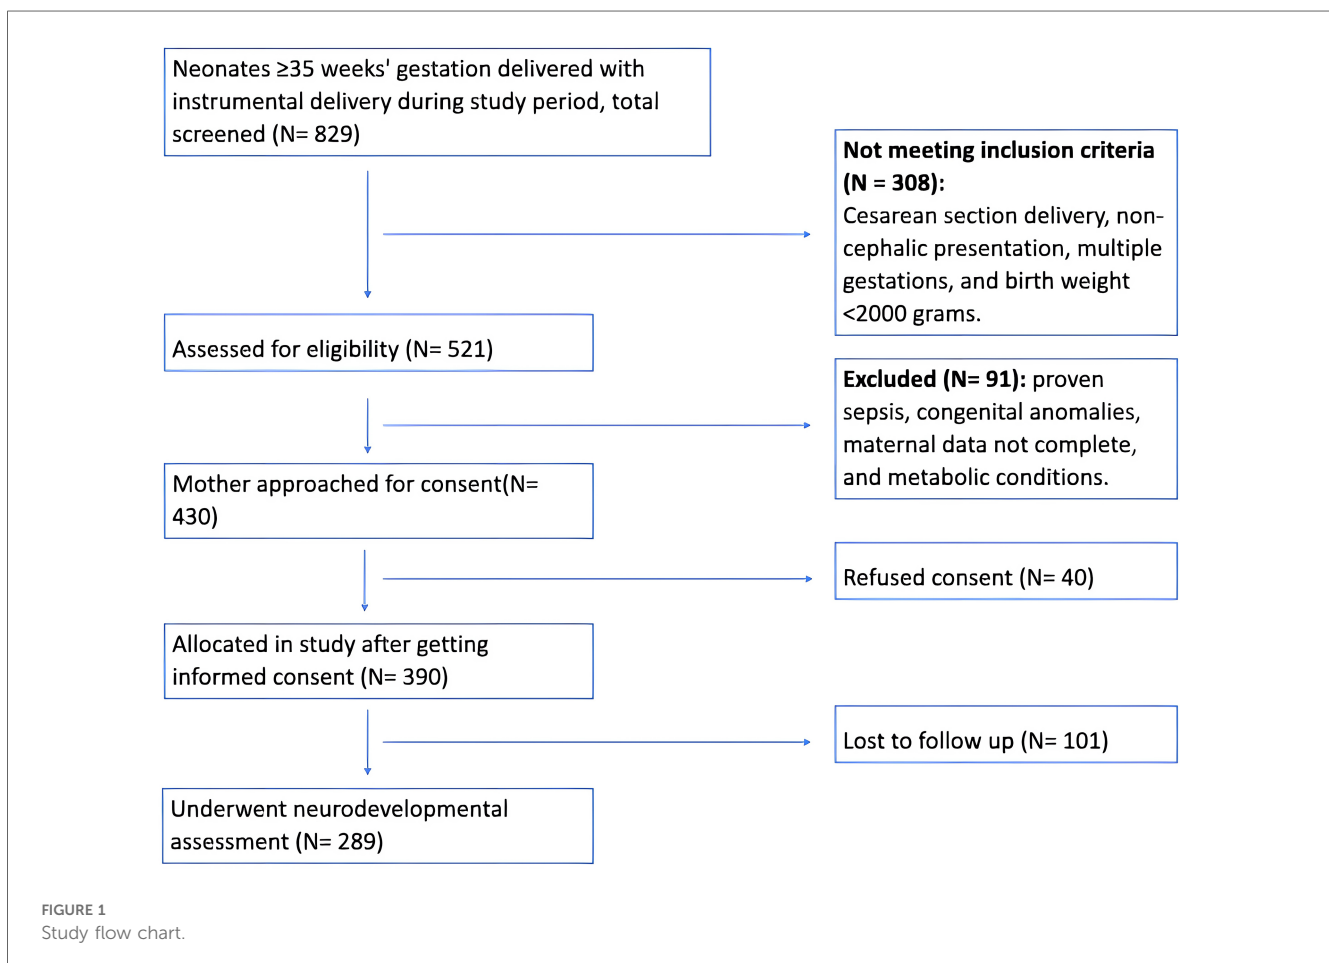 Neonates ≥35 weeks' gestation delivered with
instrumental delivery during study period, total
screened (N= 829)
Not meeting inclusion criteria
(N = 308):
Cesarean section delivery, non-
cephalic presentation, multiple
gestations, and birth weight
<2000 grams.
Assessed for eligibility (N= 521)
Excluded (N= 91): proven
sepsis, congenital anomalies,
maternal data not complete,
and metabolic conditions.
Mother approached for consent(N=
430)
Refused consent (N= 40)
Allocated in study after getting
informed consent (N= 390)
Lost to follow up (N= 101)
Underwent neurodevelopmental
assessment (N= 289)
FIGURE 1
Study flow chart.